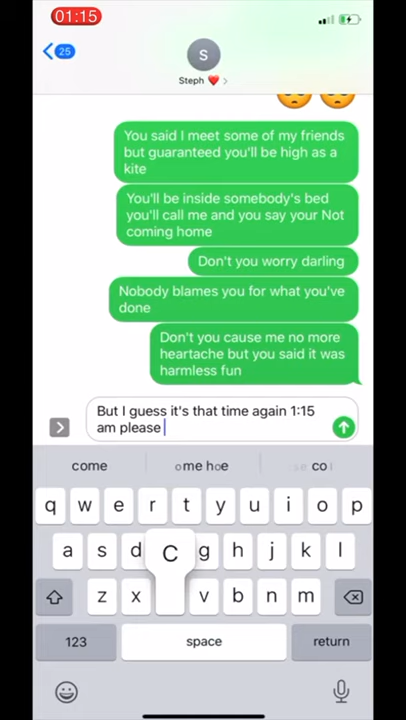 01:15
25
S
Steph ❤️ >
🥺 🥺
You said I meet some of my friends
but guaranteed you'll be high as a
kite
You'll be inside somebody's bed
you'll call me and you say your Not
coming home
Don't you worry darling
Nobody blames you for what you've
done
Don't you cause me no more
heartache but you said it was
harmless fun
But I guess it's that time again 1:15
am please
come
q w e r t y u i o p
a s d C g h j k l
z x v b n m
123 space return